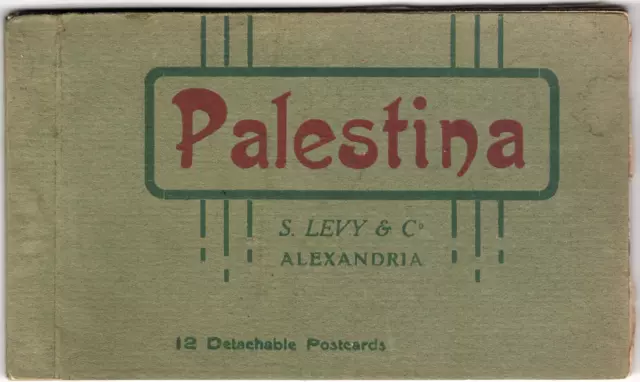 Palestina
S. LEVY & Cº
ALEXANDRIA
12 Detachable Postcards